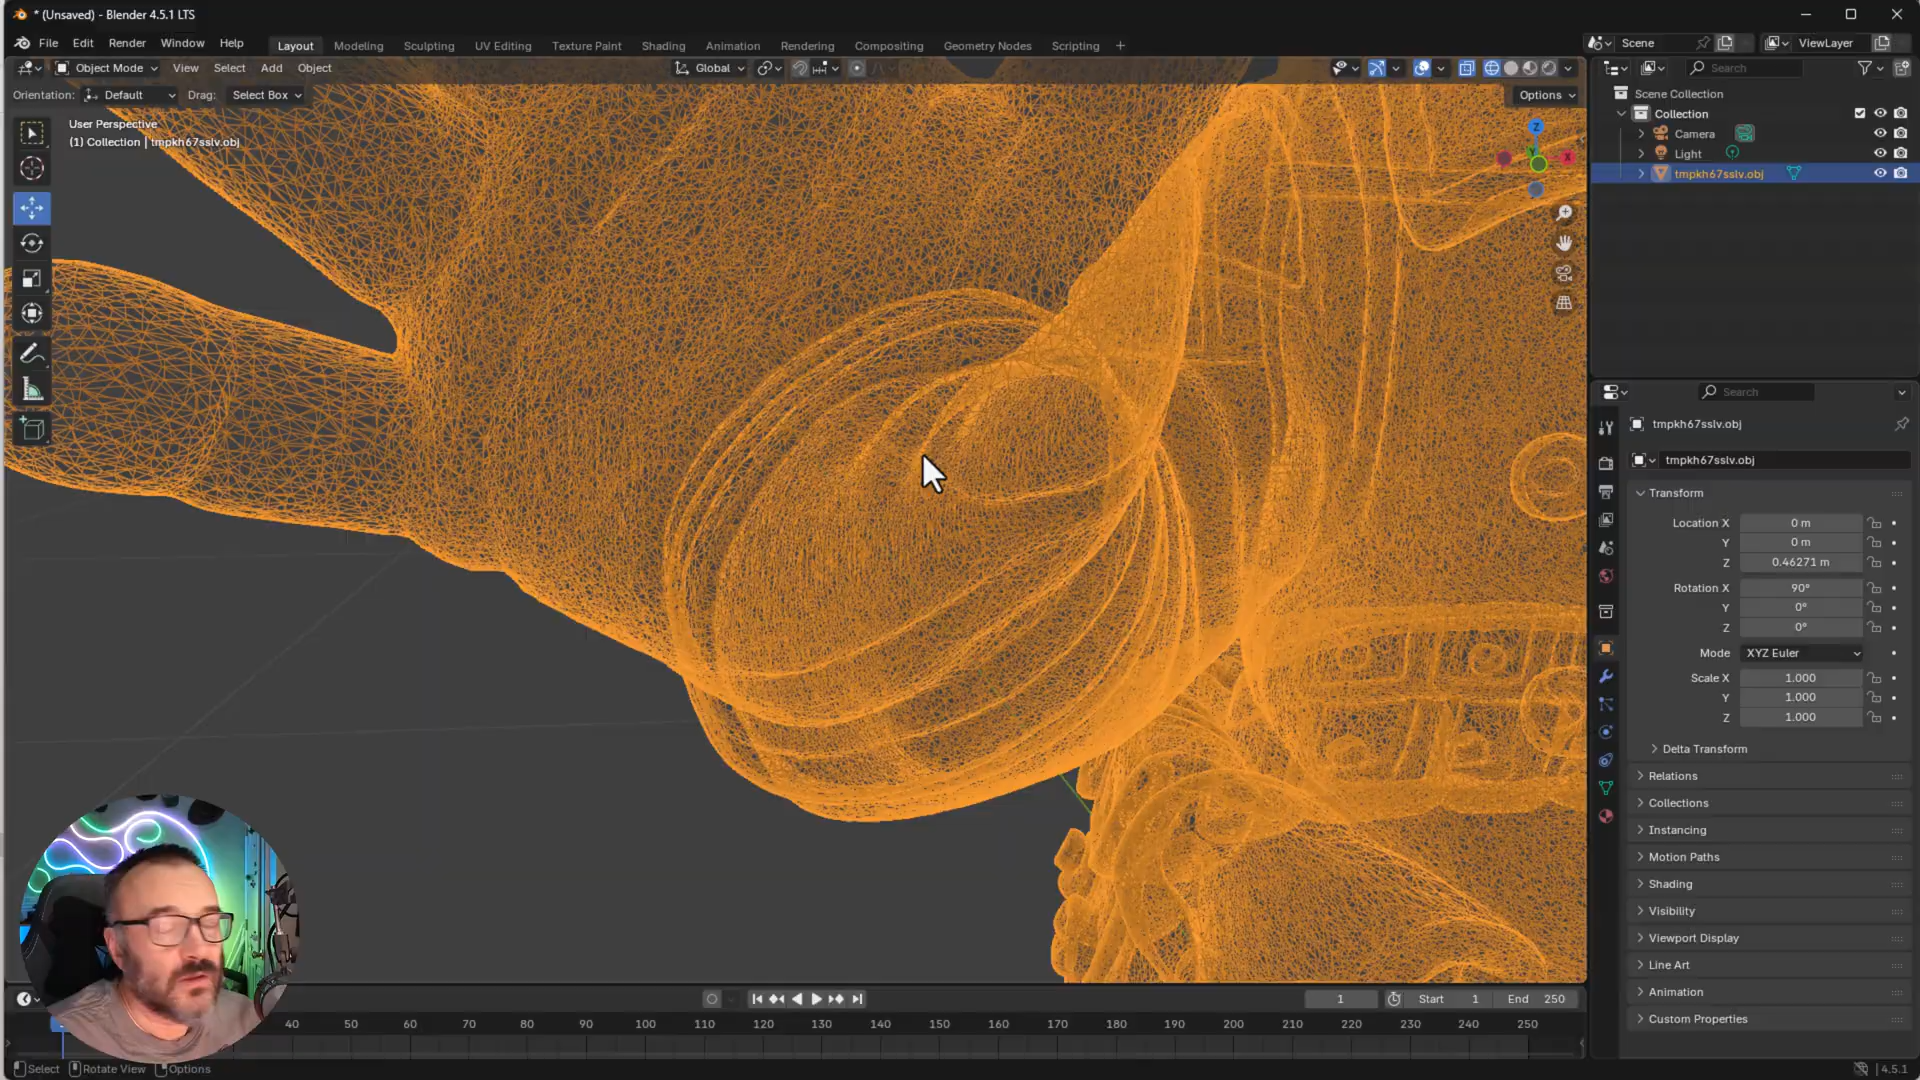 * (Unsaved) - Blender 4.5.1 LTS
File Edit Render Window Help
Layout Modeling Sculpting UV Editing Texture Paint Shading Animation Rendering Compositing Geometry Nodes Scripting +
Scene
ViewLayer
Object Mode View Select Add Object
Global
Search
Orientation: Default Drag: Select Box
Options
User Perspective
(1) Collection | tmpkh67sslv.obj
Z
X
Scene Collection
Collection
Camera
Light
tmpkh67sslv.obj
Search
tmpkh67sslv.obj
tmpkh67sslv.obj
Transform
Location X 0 m
Y 0 m
Z 0.46271 m
Rotation X 90°
Y 0°
Z 0°
Mode XYZ Euler
Scale X 1.000
Y 1.000
Z 1.000
Delta Transform
Relations
Collections
Instancing
Motion Paths
Shading
Visibility
Viewport Display
Line Art
Animation
Custom Properties
1 Start 1 End 250
40 50 60 70 80 90 100 110 120 130 140 150 160 170 180 190 200 210 220 230 240 250
Select Rotate View Options
4.5.1